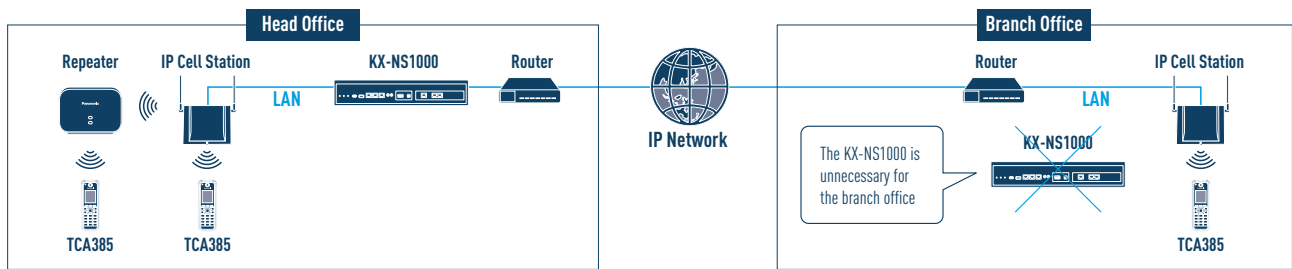 Head Office
Repeater
IP Cell Station
KX-NS1000
Router
LAN
Panasonic
TCA385
TCA385
IP Network
Branch Office
Router
IP Cell Station
LAN
The KX-NS1000 is
unnecessary for
the branch office
KX-NS1000
TCA385